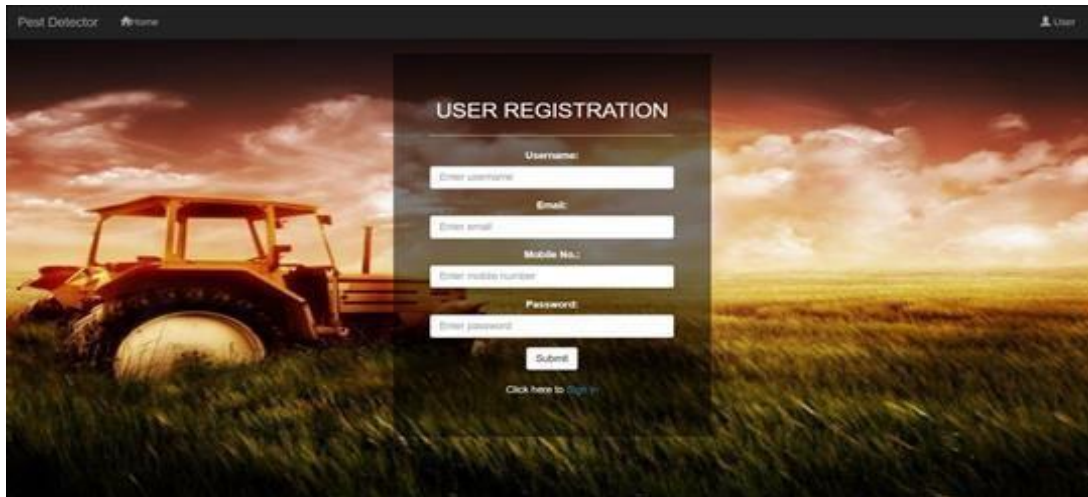 Pest Detector Home User
USER REGISTRATION
Username:
Enter username
Email:
Enter email
Mobile No.:
Enter mobile number
Password:
Enter password
Submit
Click here to Sign in